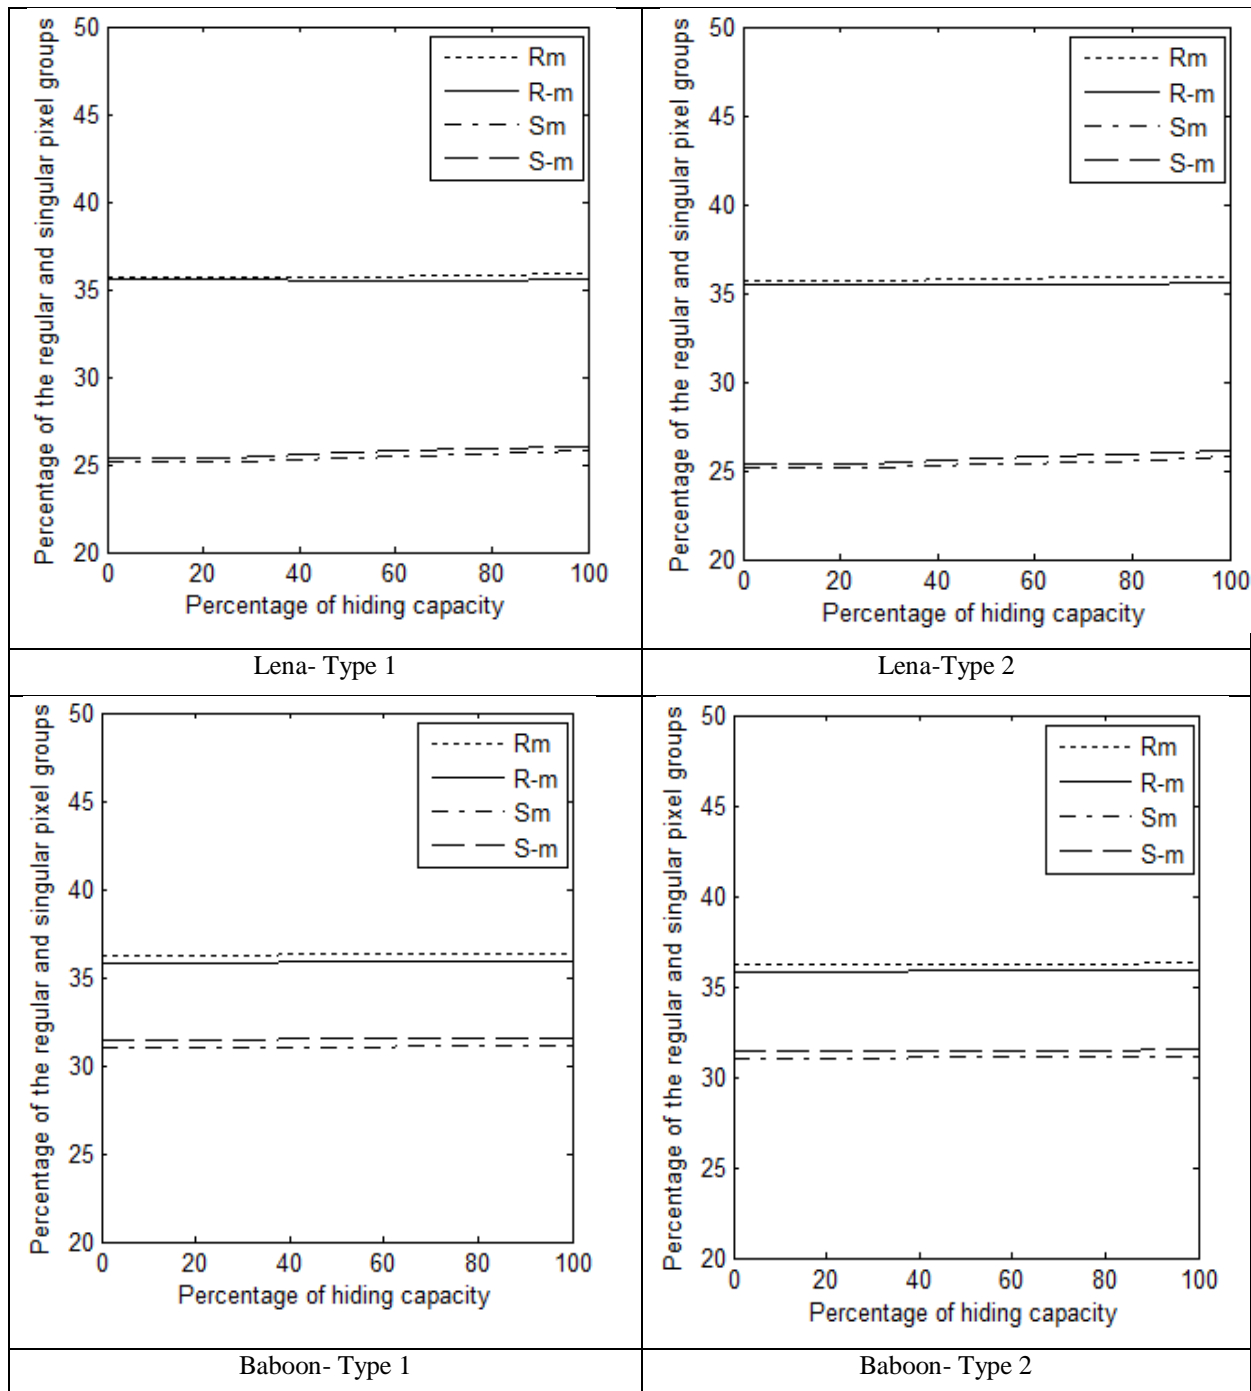 Percentage of the regular and singular pixel groups
50
45
40
35
30
25
20
0 20 40 60 80 100
Percentage of hiding capacity
Rm
R-m
Sm
S-m
Percentage of the regular and singular pixel groups
50
45
40
35
30
25
20
0 20 40 60 80 100
Percentage of hiding capacity
Rm
R-m
Sm
S-m
Lena- Type 1
Lena-Type 2
Percentage of the regular and singular pixel groups
50
45
40
35
30
25
20
0 20 40 60 80 100
Percentage of hiding capacity
Rm
R-m
Sm
S-m
Percentage of the regular and singular pixel groups
50
45
40
35
30
25
20
0 20 40 60 80 100
Percentage of hiding capacity
Rm
R-m
Sm
S-m
Baboon- Type 1
Baboon- Type 2